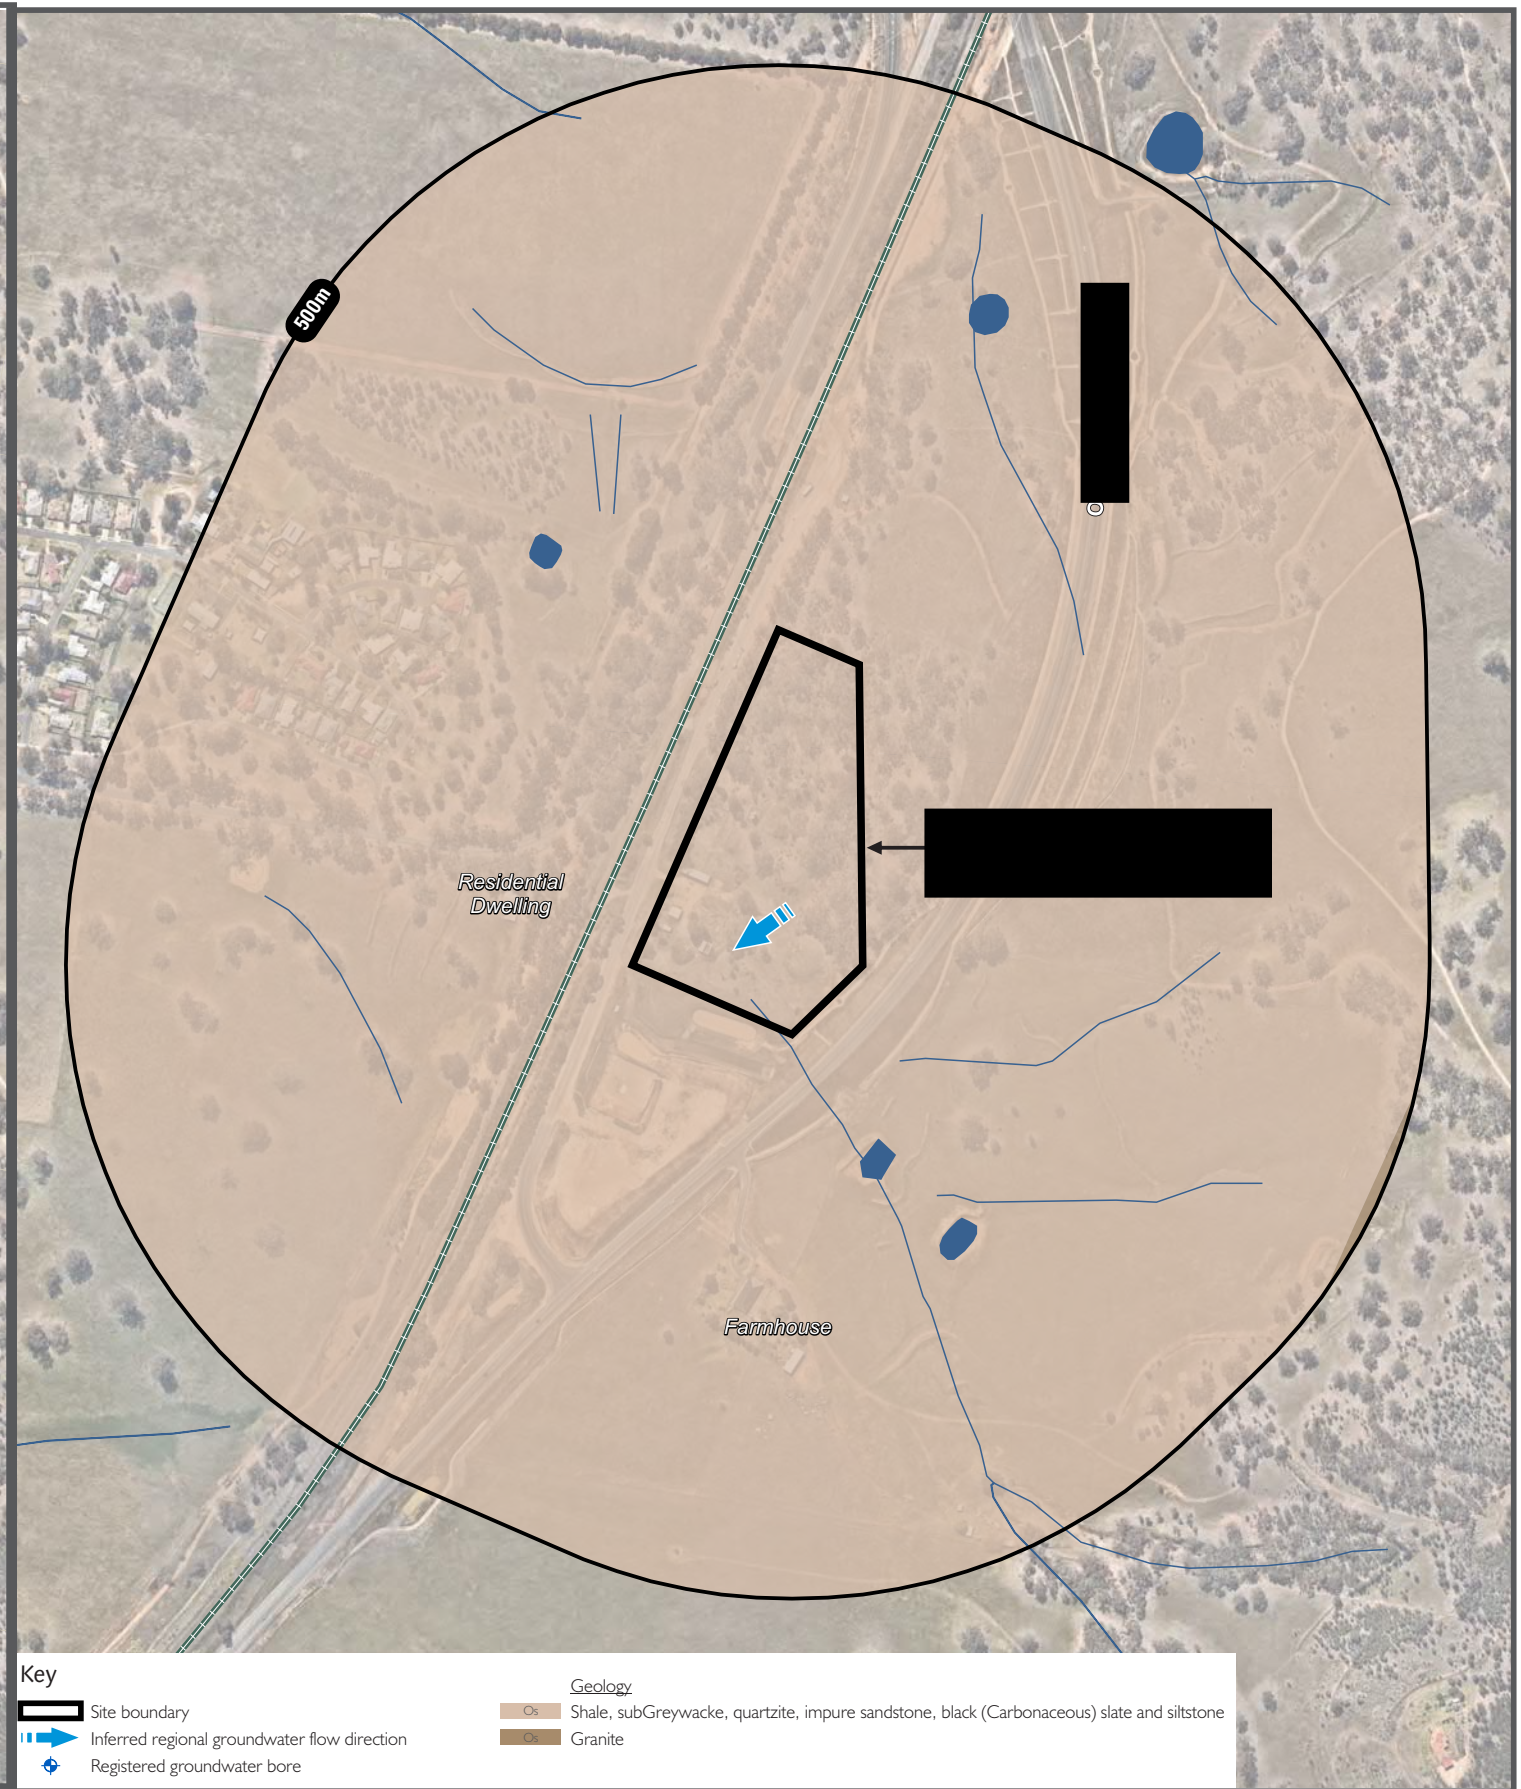 500m
O
Residential
Dwelling
Farmhouse
Key
Site boundary
Inferred regional groundwater flow direction
Registered groundwater bore
Geology
Os Shale, subGreywacke, quartzite, impure sandstone, black (Carbonaceous) slate and siltstone
Os Granite